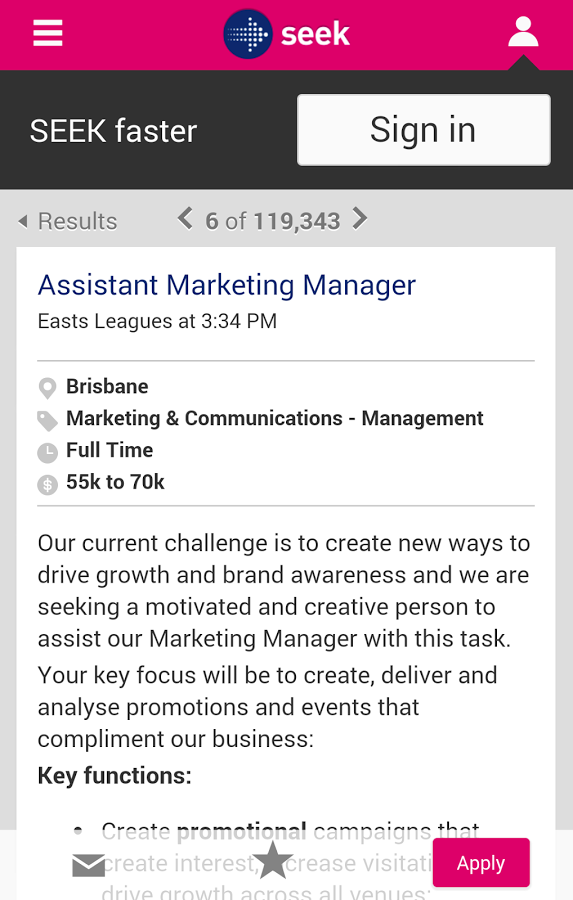 seek
SEEK faster
Sign in
Results
6 of 119,343
Assistant Marketing Manager
Easts Leagues at 3:34 PM
Brisbane
Marketing & Communications - Management
Full Time
55k to 70k
Our current challenge is to create new ways to
drive growth and brand awareness and we are
seeking a motivated and creative person to
assist our Marketing Manager with this task.
Your key focus will be to create, deliver and
analyse promotions and events that
compliment our business:
Key functions:
• Create promotional campaigns that
create interest, crease visitati
Apply
drive growth across all venues;